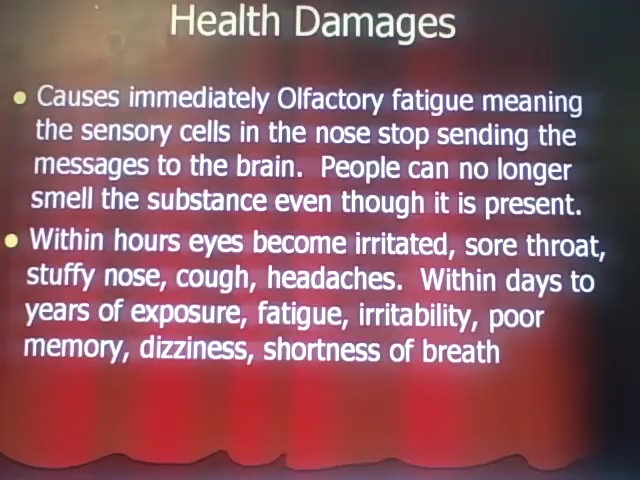 Health Damages
Causes immediately Olfactory fatigue meaning
the sensory cells in the nose stop sending the
messages to the brain.  People can no longer
smell the substance even though it is present.
Within hours eyes become irritated, sore throat,
stuffy nose, cough, headaches.  Within days to
years of exposure, fatigue, irritability, poor
memory, dizziness, shortness of breath